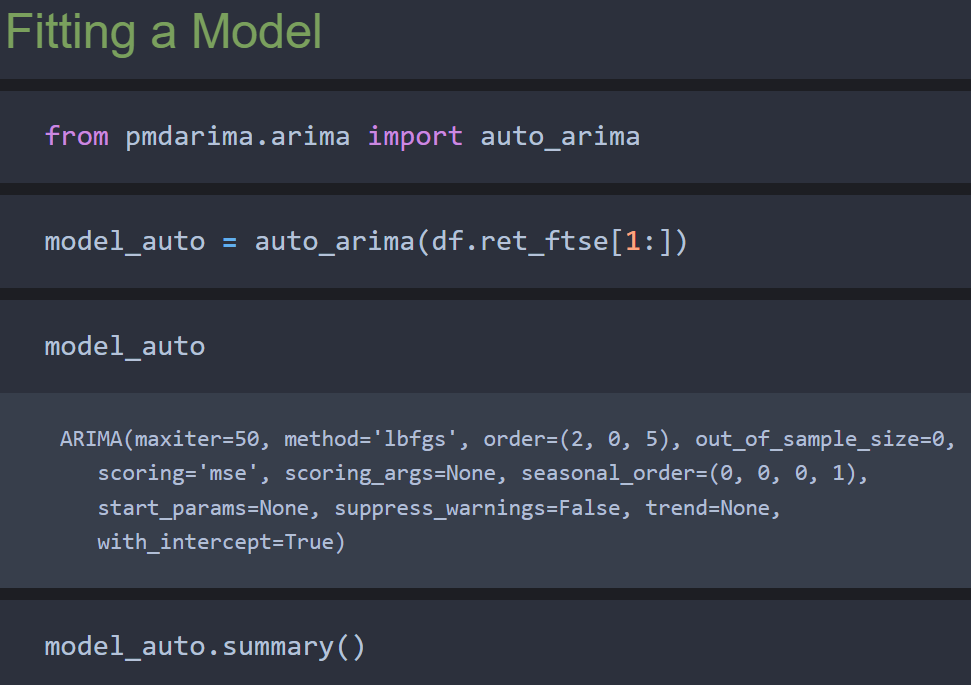 Fitting a Model
from pmdarima.arima import auto_arima
model_auto = auto_arima(df.ret_ftse[1:])
model_auto
ARIMA(maxiter=50, method='lbfgs', order=(2, 0, 5), out_of_sample_size=0,
scoring='mse', scoring_args=None, seasonal_order=(0, 0, 0, 1),
start_params=None, suppress_warnings=False, trend=None,
with_intercept=True)
model_auto.summary()